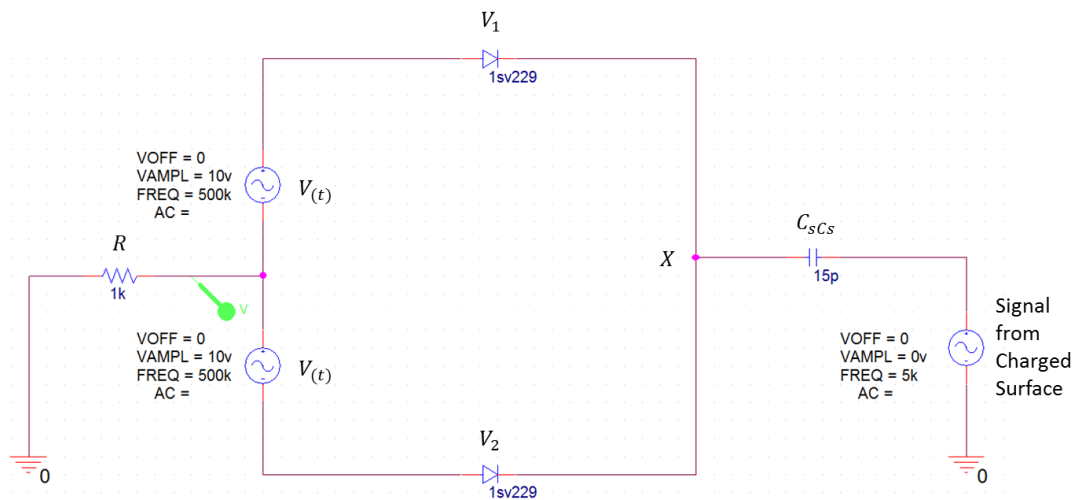 V₁
1sv229
VOFF = 0
VAMPL = 10v
FREQ = 500k
AC =
V₍t₎
R
1k
V
X
CₛCₛ
15p
VOFF = 0
VAMPL = 10v
FREQ = 500k
AC =
V₍t₎
VOFF = 0
VAMPL = 0v
FREQ = 5k
AC =
Signal
from
Charged
Surface
V₂
1sv229
0
0